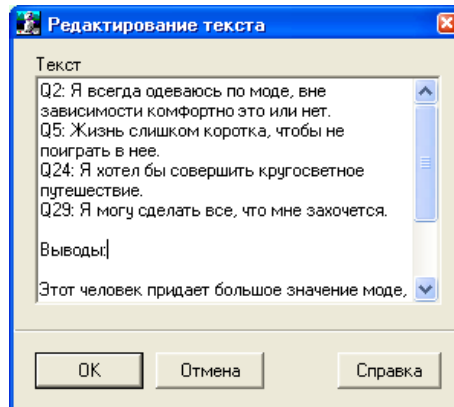 Редактирование текста
Текст
Q2: Я всегда одеваюсь по моде, вне
зависимости комфортно это или нет.
Q5: Жизнь слишком коротка, чтобы не
поиграть в нее.
Q24: Я хотел бы совершить кругосветное
путешествие.
Q29: Я могу сделать все, что мне захочется.
Выводы:
Этот человек придает большое значение моде,
OK
Отмена
Справка